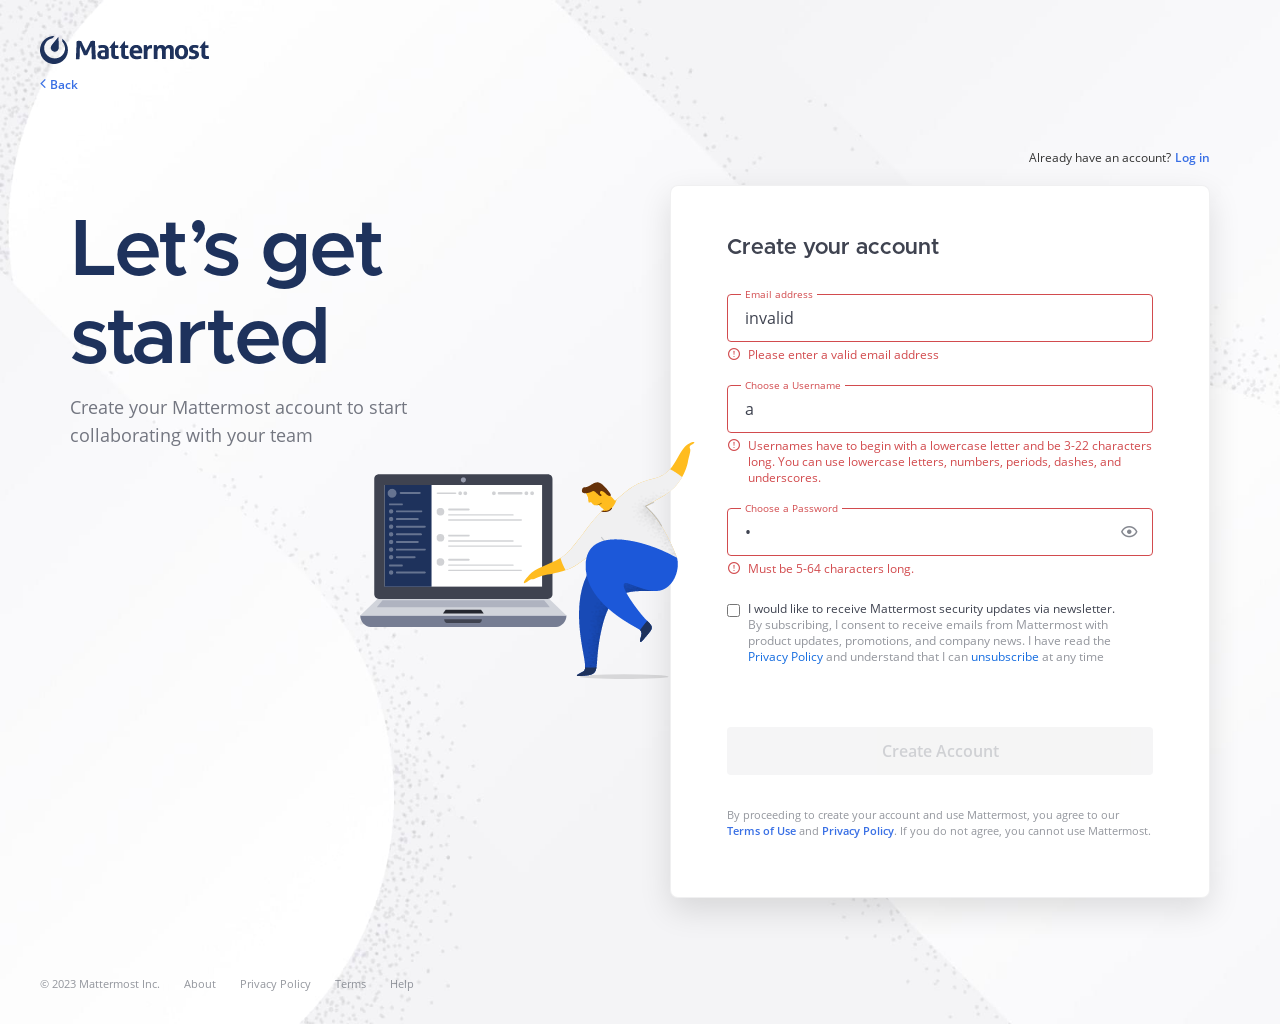 Mattermost
Back
Already have an account? Log in
Let’s get
started
Create your Mattermost account to start
collaborating with your team
Create your account
Email address
invalid
Please enter a valid email address
Choose a Username
a
Usernames have to begin with a lowercase letter and be 3-22 characters
long. You can use lowercase letters, numbers, periods, dashes, and
underscores.
Choose a Password
•
Must be 5-64 characters long.
I would like to receive Mattermost security updates via newsletter.
By subscribing, I consent to receive emails from Mattermost with
product updates, promotions, and company news. I have read the
Privacy Policy and understand that I can unsubscribe at any time
Create Account
By proceeding to create your account and use Mattermost, you agree to our
Terms of Use and Privacy Policy. If you do not agree, you cannot use Mattermost.
© 2023 Mattermost Inc. About Privacy Policy Terms Help